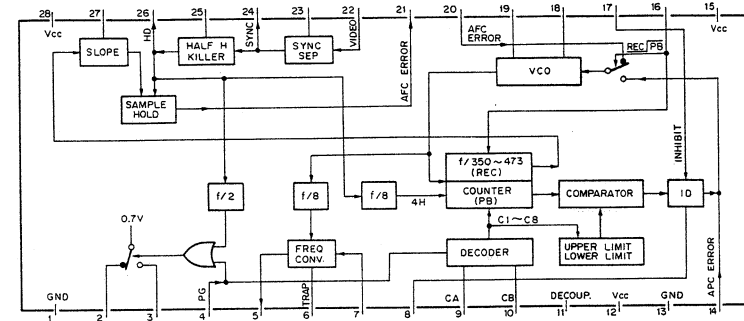 28 27 26 25 24 23 22 21 20 19 18 17 16 15
Vcc HD SYNC VIDEO AFC ERROR AFC ERROR INHIBIT Vcc
REC PB
SLOPE HALF H KILLER SYNC SEP
VCO
SAMPLE HOLD
f/350~473 (REC)
COUNTER (PB)
COMPARATOR
ID
f/2 f/8 f/8 4H
0.7V
C1~C8
FREQ CONV.
DECODER
UPPER LIMIT
LOWER LIMIT
GND PG TRAP CA CB DECOUP. Vcc GND APC ERROR
1 2 3 4 5 6 7 8 9 10 11 12 13 14